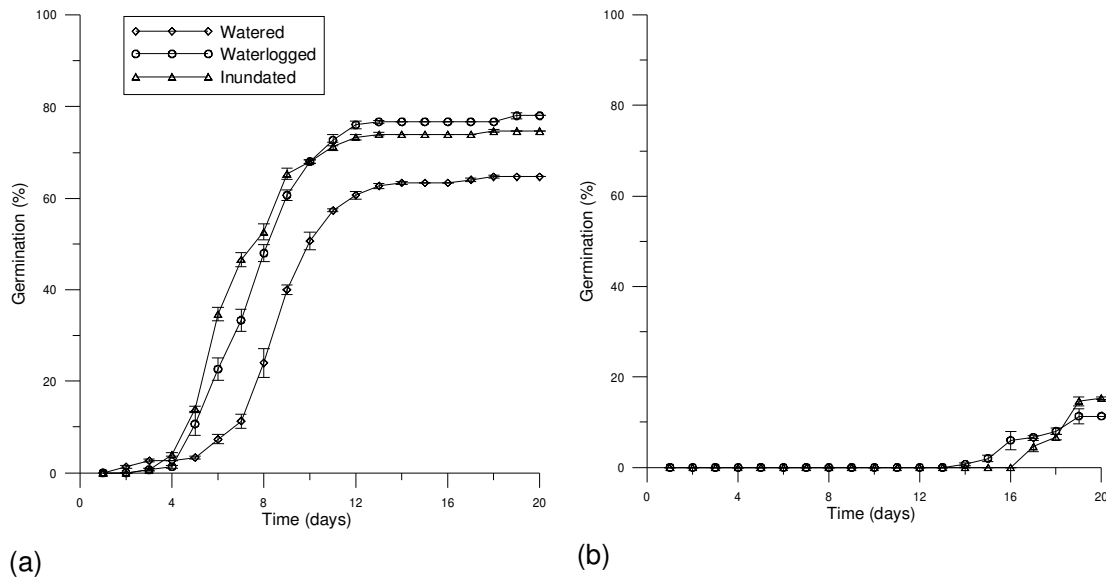 100
80
60
40
20
0
Germination (%)
Watered
Waterlogged
Inundated
0 4 8 12 16 20
Time (days)
(a)
100
80
60
40
20
0
Germination (%)
0 4 8 12 16 20
Time (days)
(b)